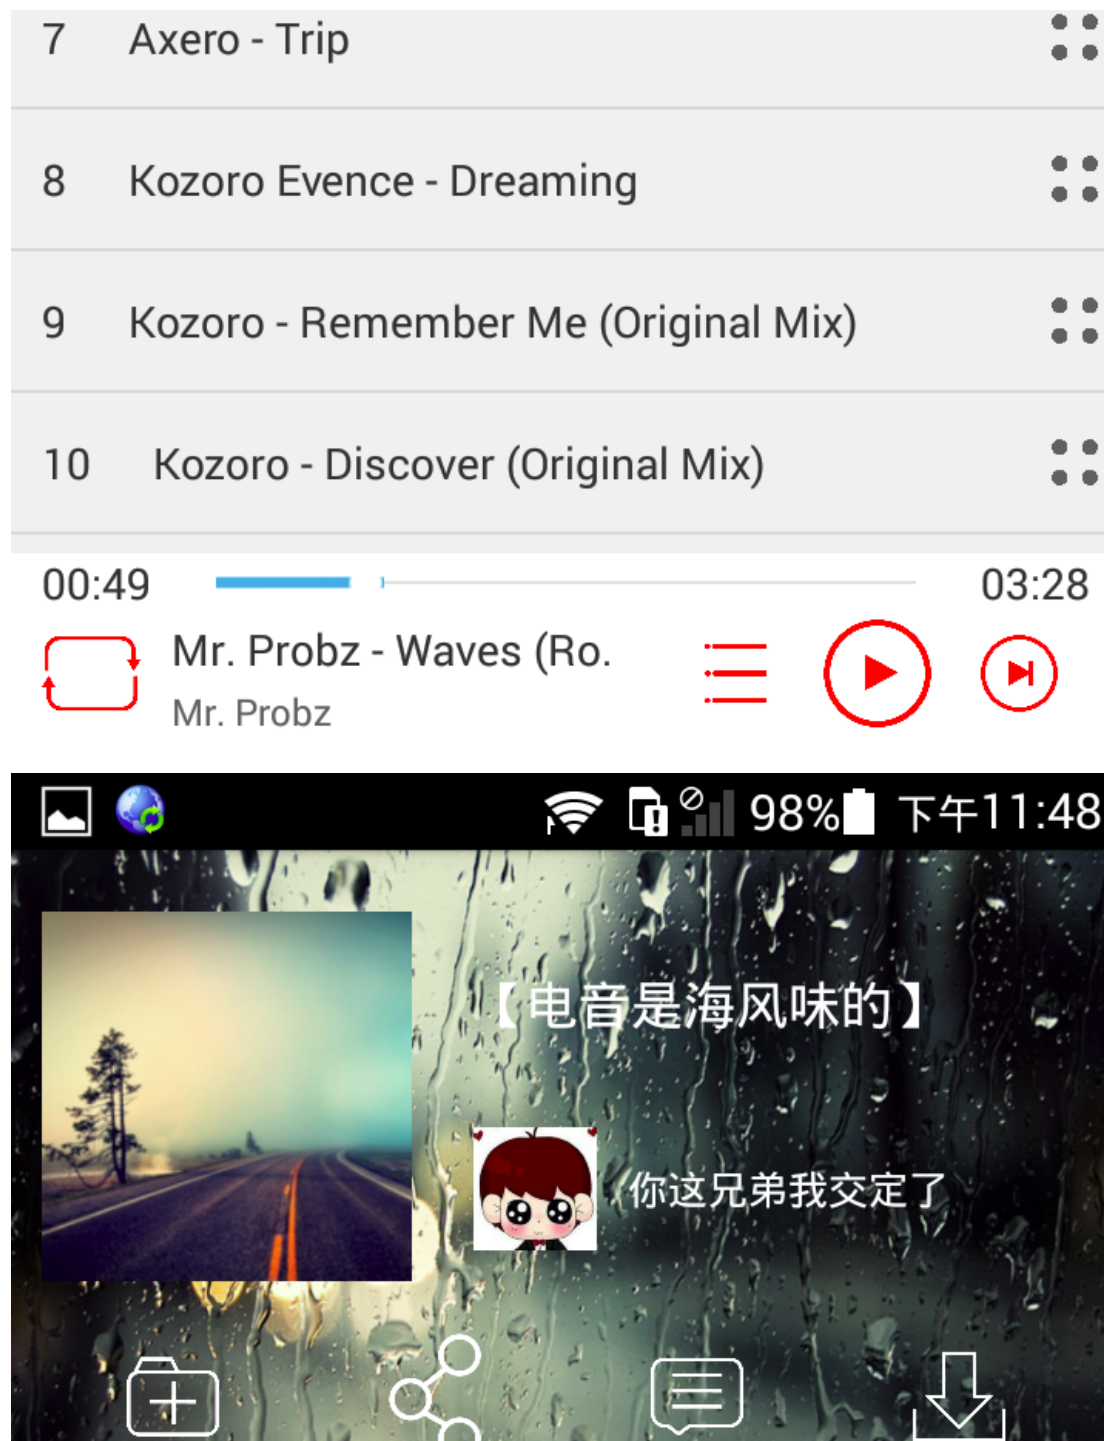 7 Axero - Trip
8 Kozoro Evence - Dreaming
9 Kozoro - Remember Me (Original Mix)
10 Kozoro - Discover (Original Mix)
00:49 03:28
Mr. Probz - Waves (Ro.
Mr. Probz
98% 下午11:48
【电音是海风味的】
你这兄弟我交定了